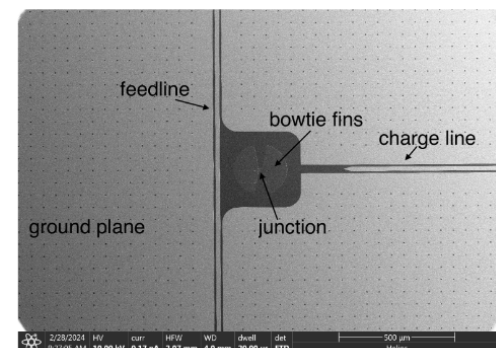 feedline
bowtie fins
charge line
ground plane
junction
2/28/2024 HV curr HFW WD dwell det
500 μm